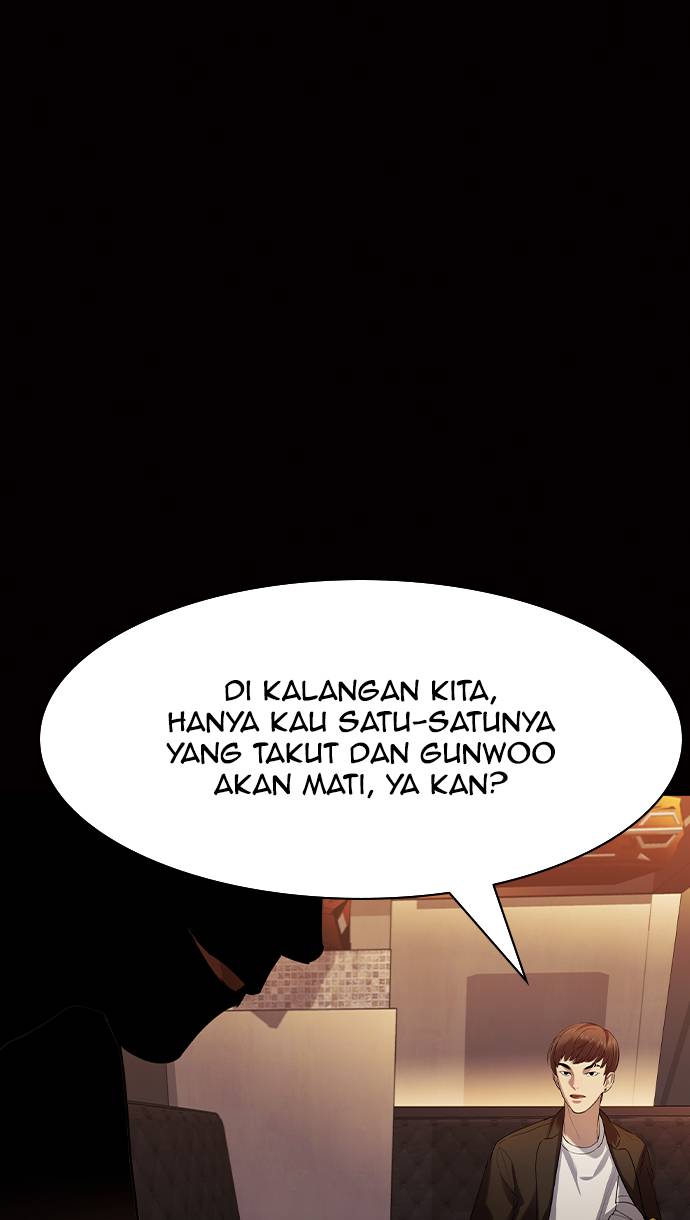 DI KALANGAN KITA,
HANYA KAU SATU-SATUNYA
YANG TAKUT DAN GUNWOO
AKAN MATI, YA KAN?